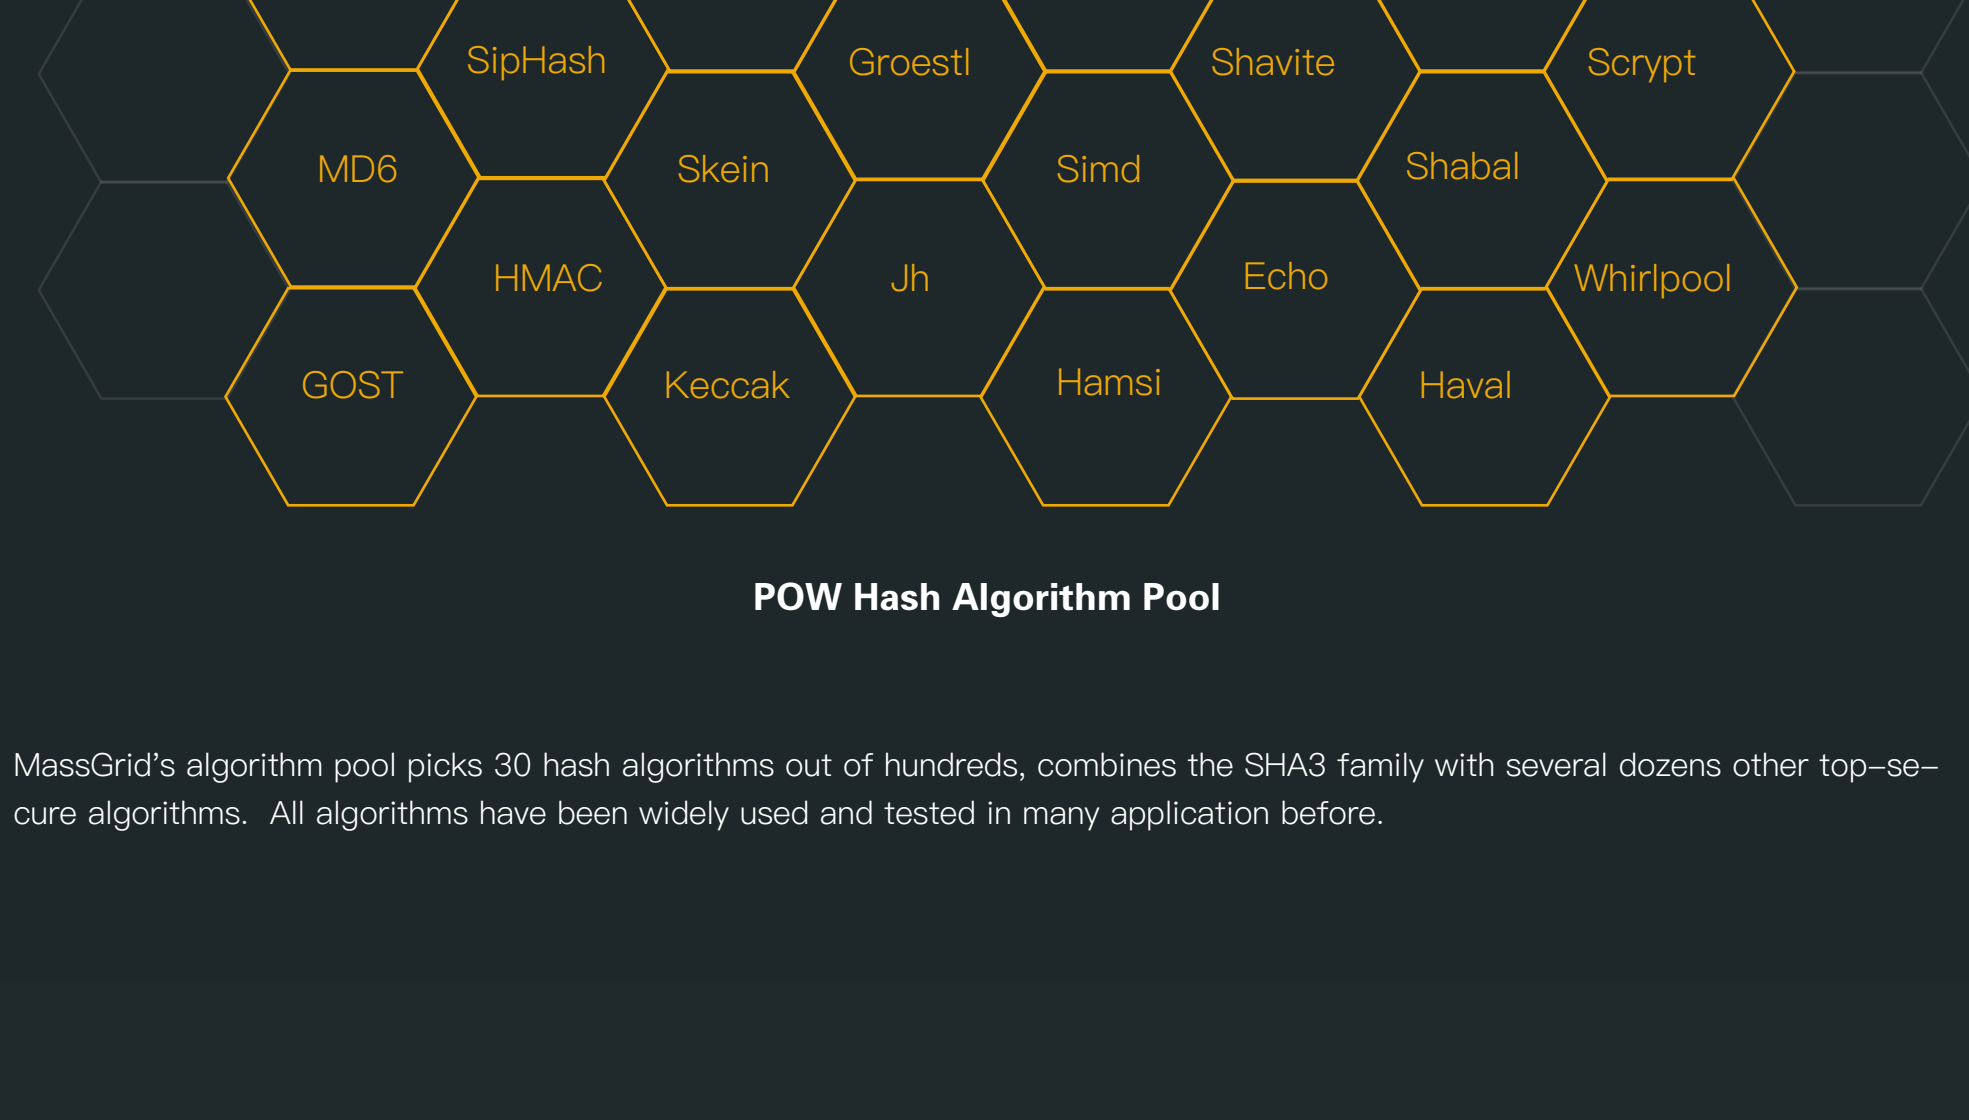 SipHash Groestl Shavite Scrypt
MD6 Skein Simd Shabal
HMAC Jh Echo Whirlpool
GOST Keccak Hamsi Haval
POW Hash Algorithm Pool
MassGrid’s algorithm pool picks 30 hash algorithms out of hundreds, combines the SHA3 family with several dozens other top–se–
cure algorithms.  All algorithms have been widely used and tested in many application before.